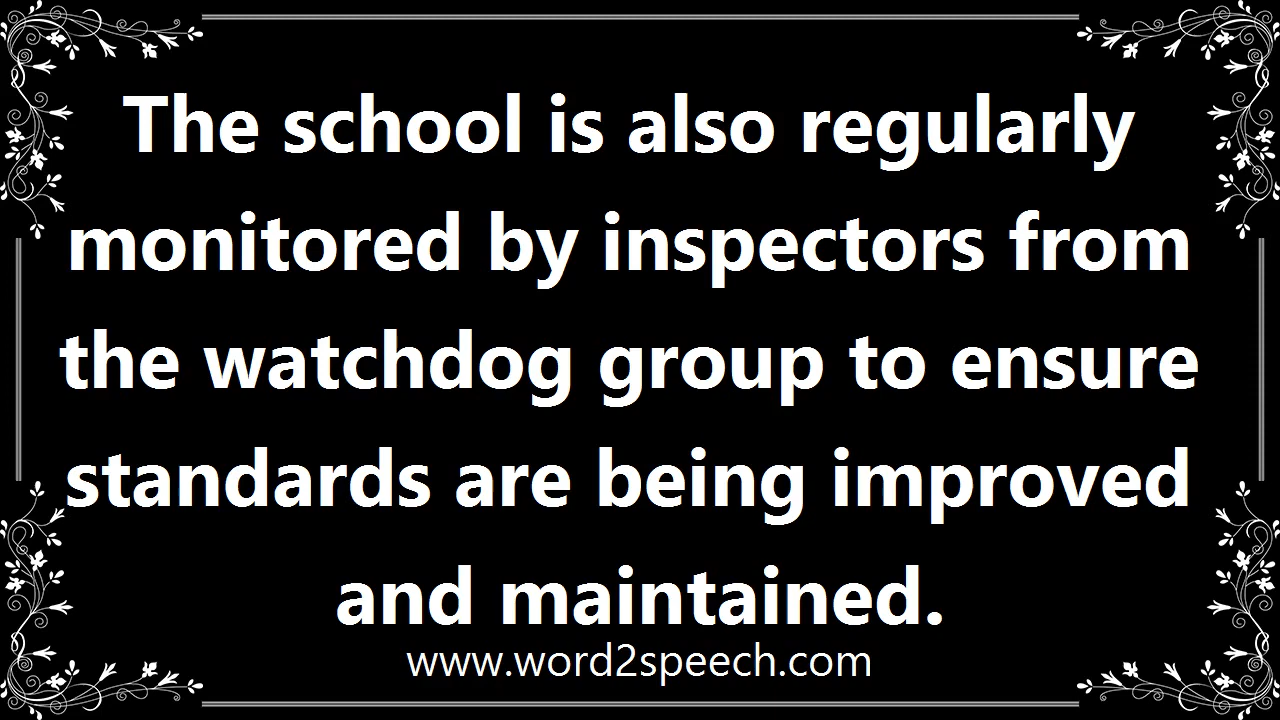 The school is also regularly
monitored by inspectors from
the watchdog group to ensure
standards are being improved
and maintained.
www.word2speech.com